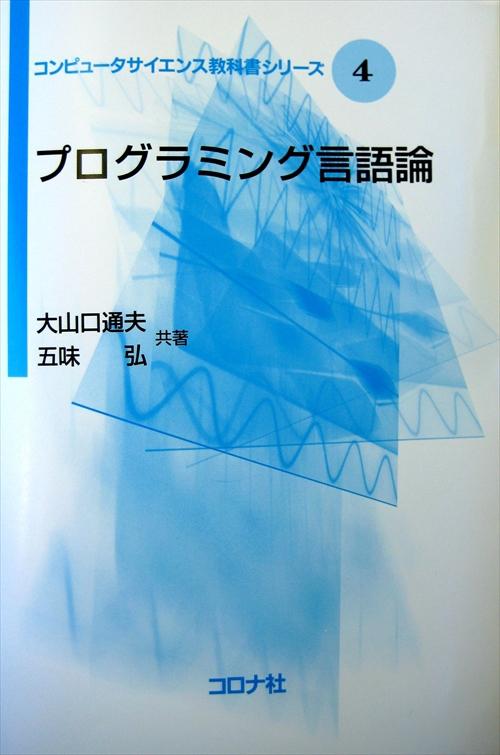 コンピュータサイエンス教科書シリーズ 4
プログラミング言語論
大山口通夫
五味 弘 共著
コロナ社